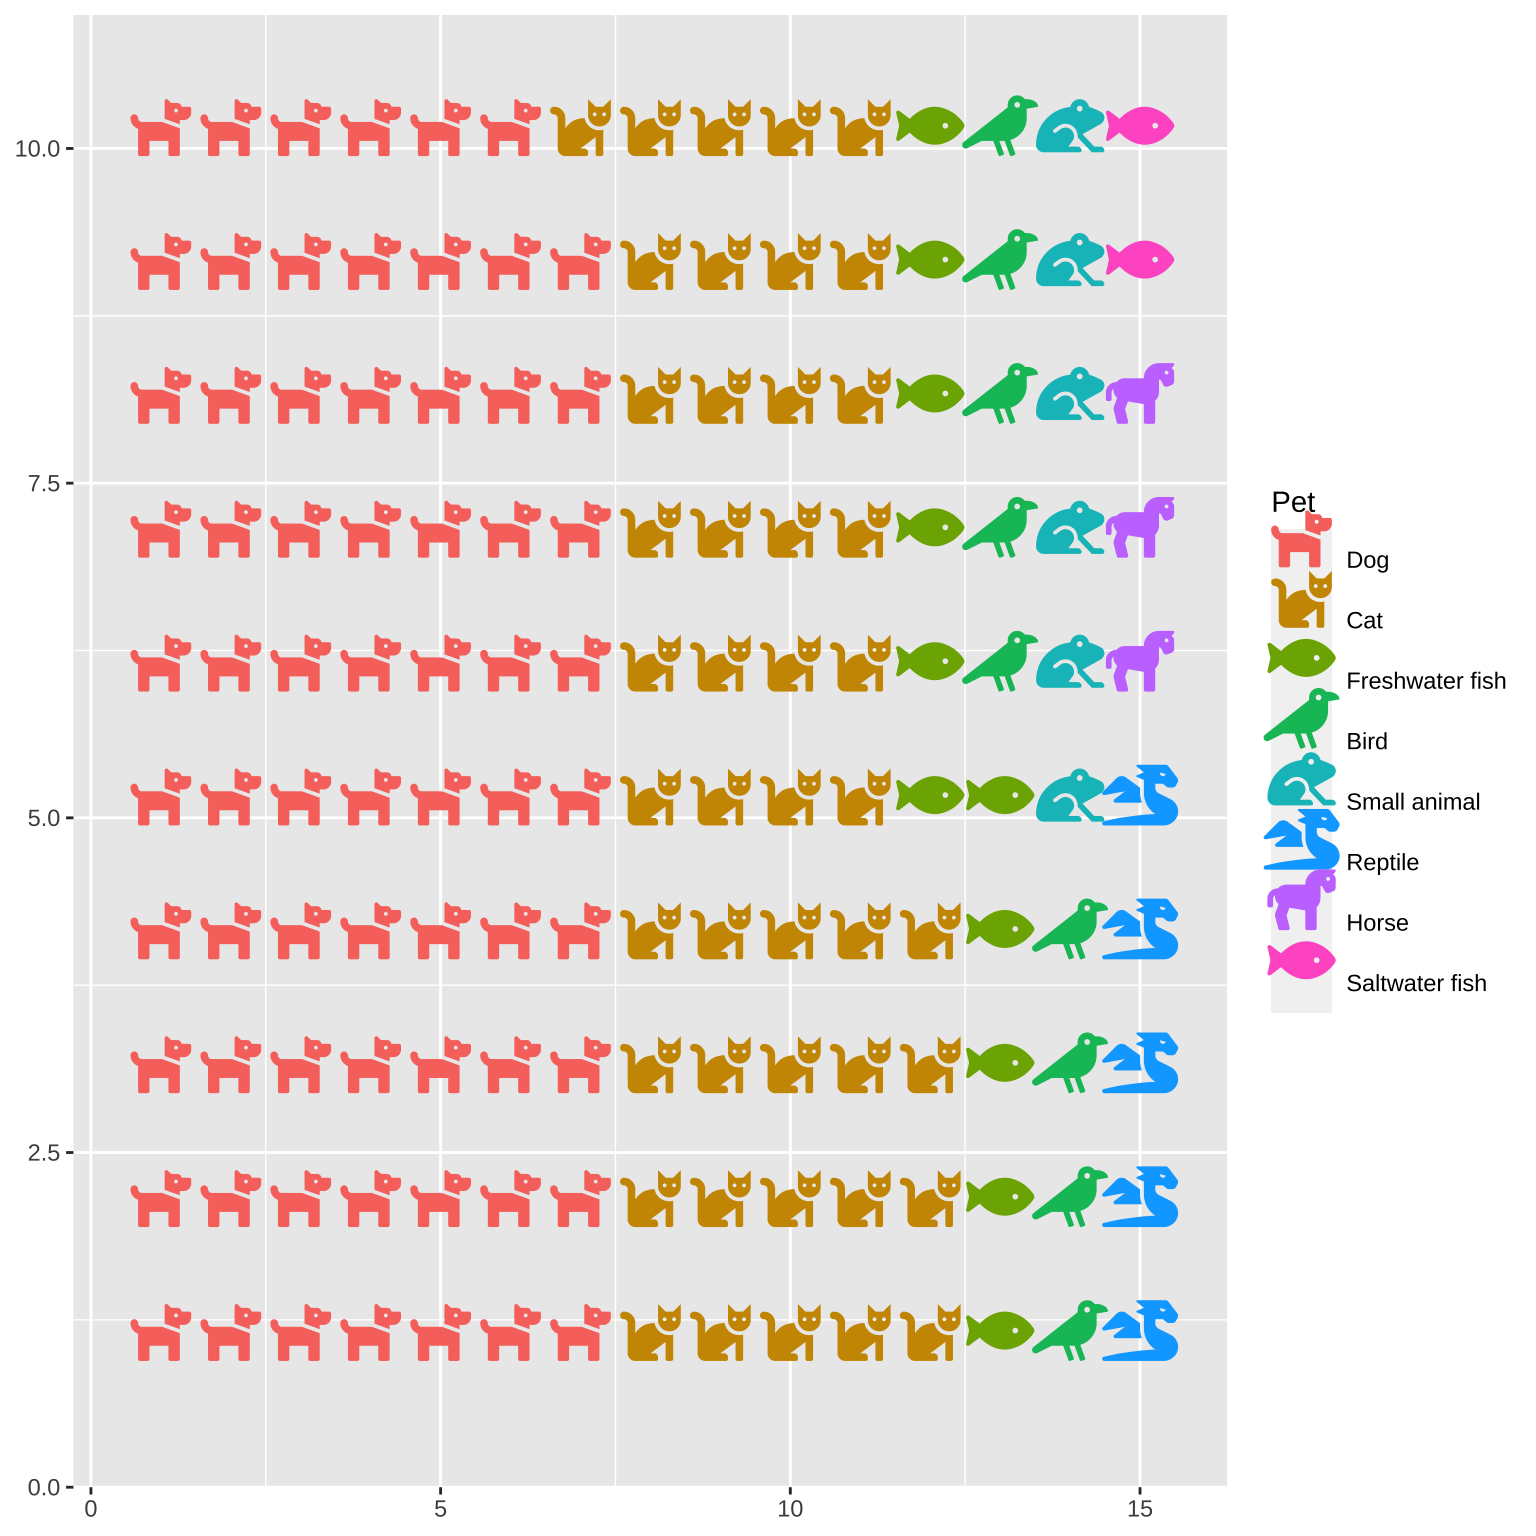 10.0
7.5
5.0
2.5
0.0
0 5 10 15
Pet
Dog
Cat
Freshwater fish
Bird
Small animal
Reptile
Horse
Saltwater fish